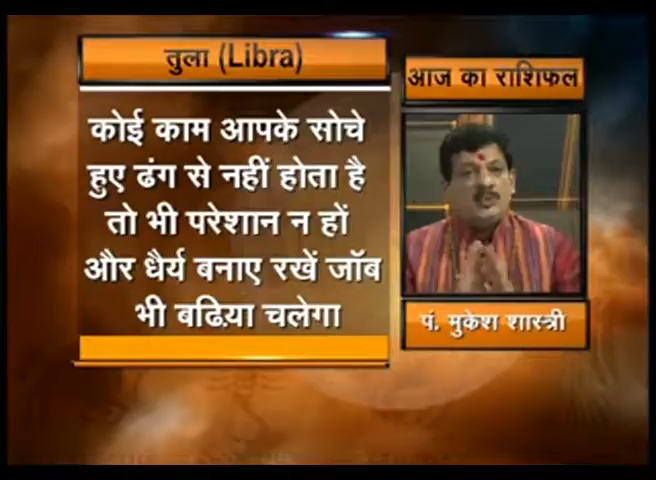 तुला (Libra)
आज का राशिफल
कोई काम आपके सोचे
हुए ढंग से नहीं होता है
तो भी परेशान न हों
और धैर्य बनाए रखें जॉब
भी बढिय़ा चलेगा
पं. मुकेश शास्त्री